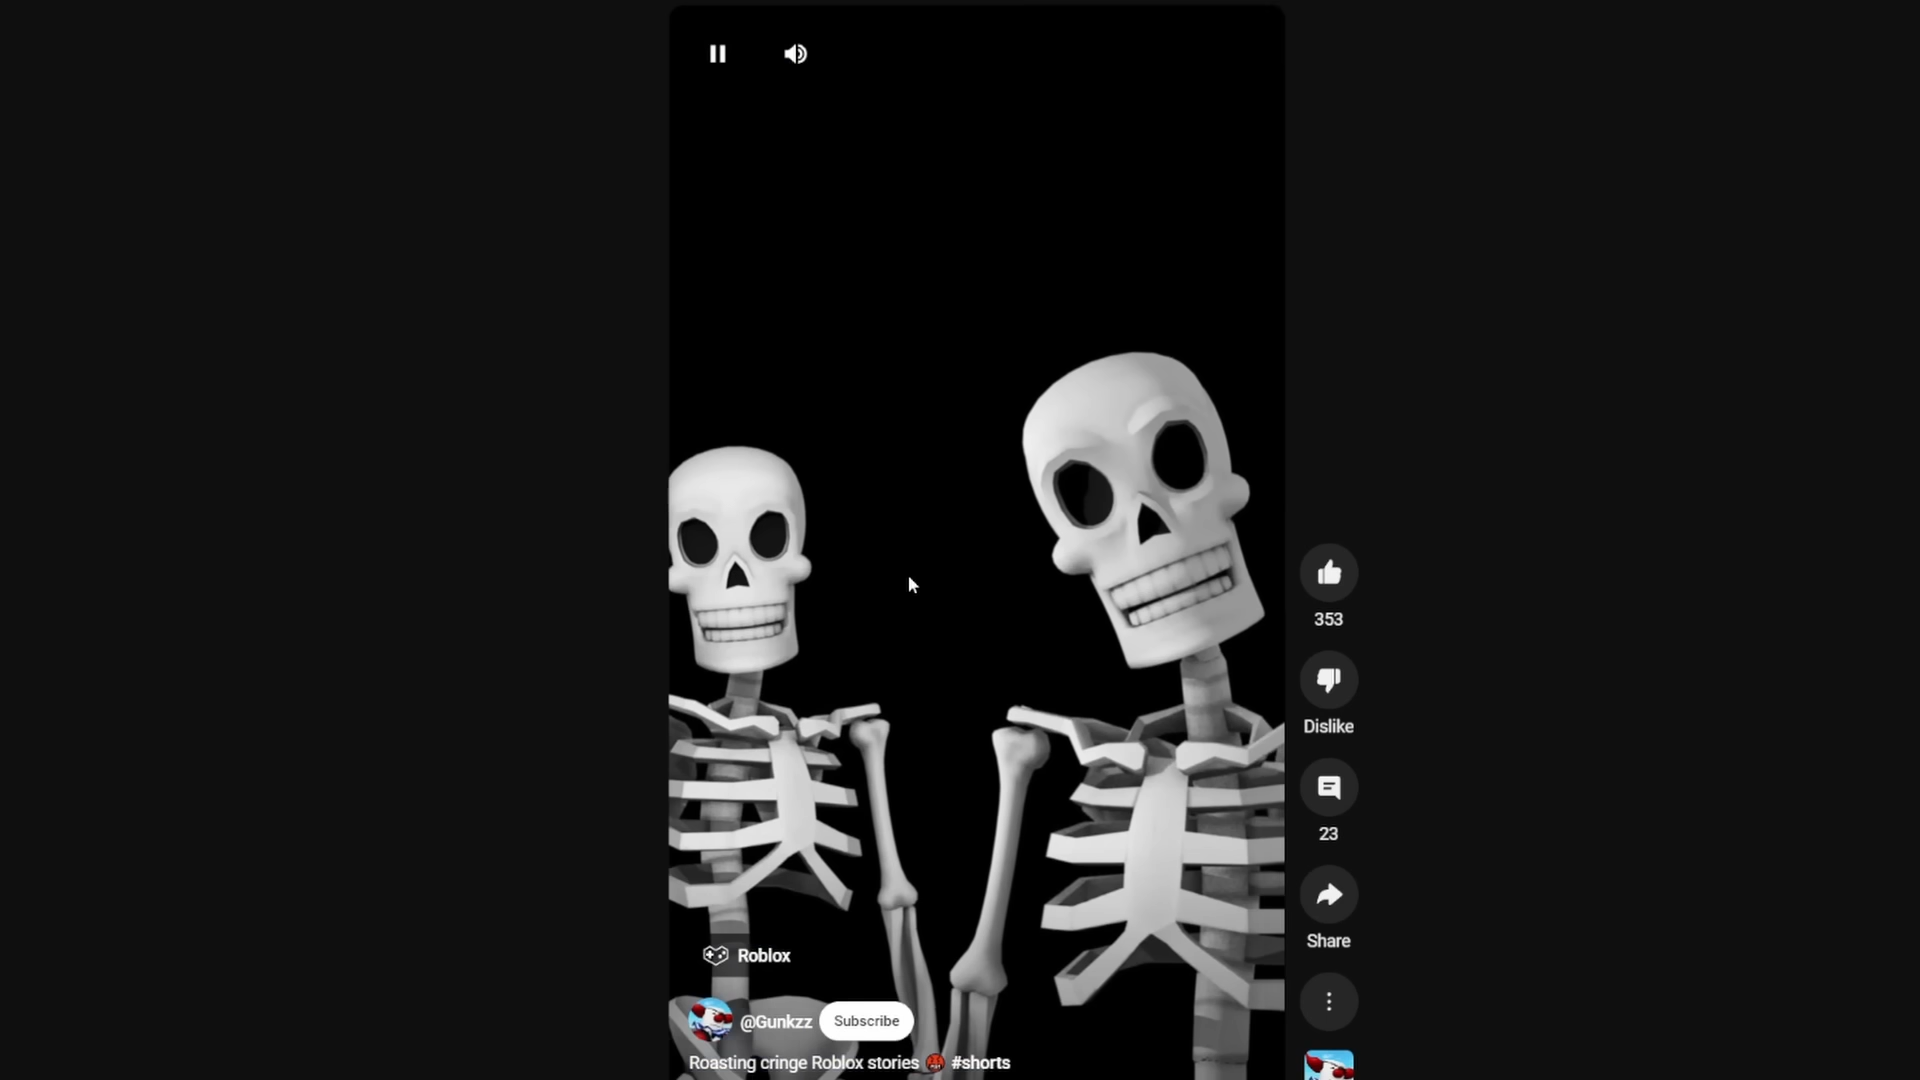 353
Dislike
23
Share
Roblox
@Gunkzz Subscribe
Roasting cringe Roblox stories 👹 #shorts